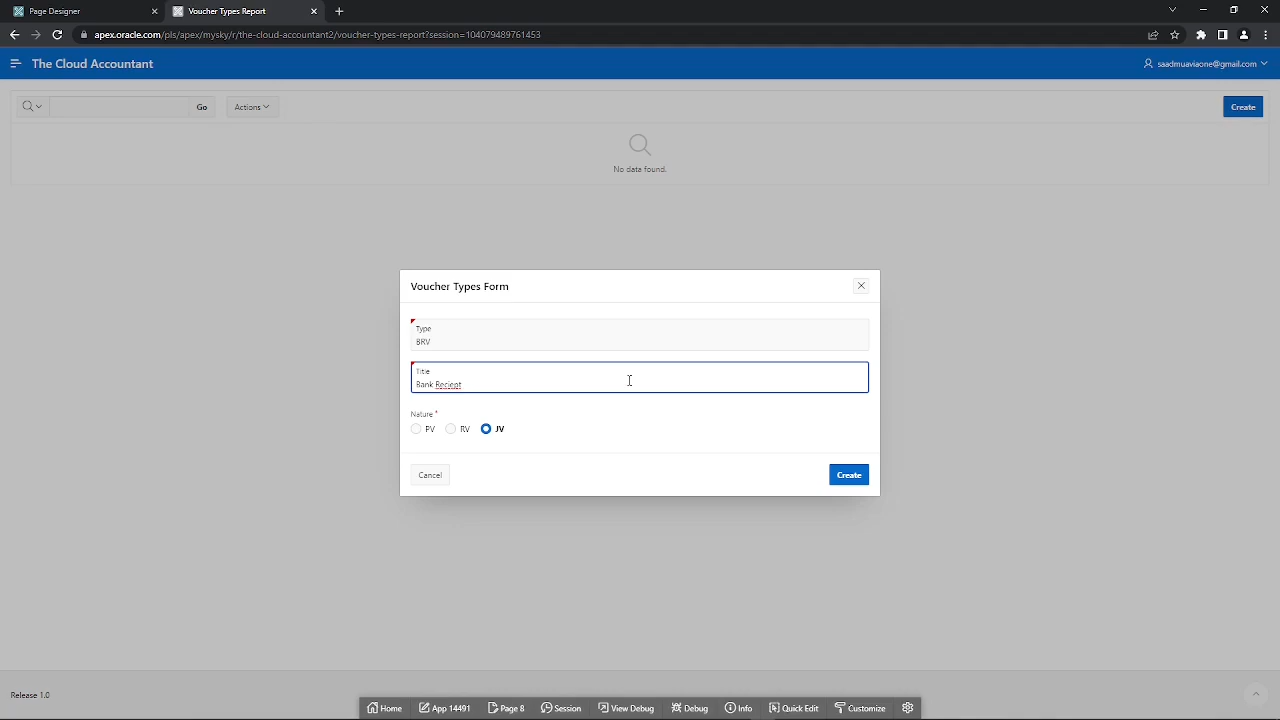 Page Designer
Voucher Types Report
apex.oracle.com/pls/apex/mysky/r/the-cloud-accountant2/voucher-types-report?session=104079489761453
The Cloud Accountant
saadmuaviaone@gmail.com
Go
Actions
Create
No data found.
Voucher Types Form
Type
BRV
Title
Bank Reciept
Nature *
PV RV JV
Cancel
Create
Release 1.0
Home App 14491 Page 8 Session View Debug Debug Info Quick Edit Customize